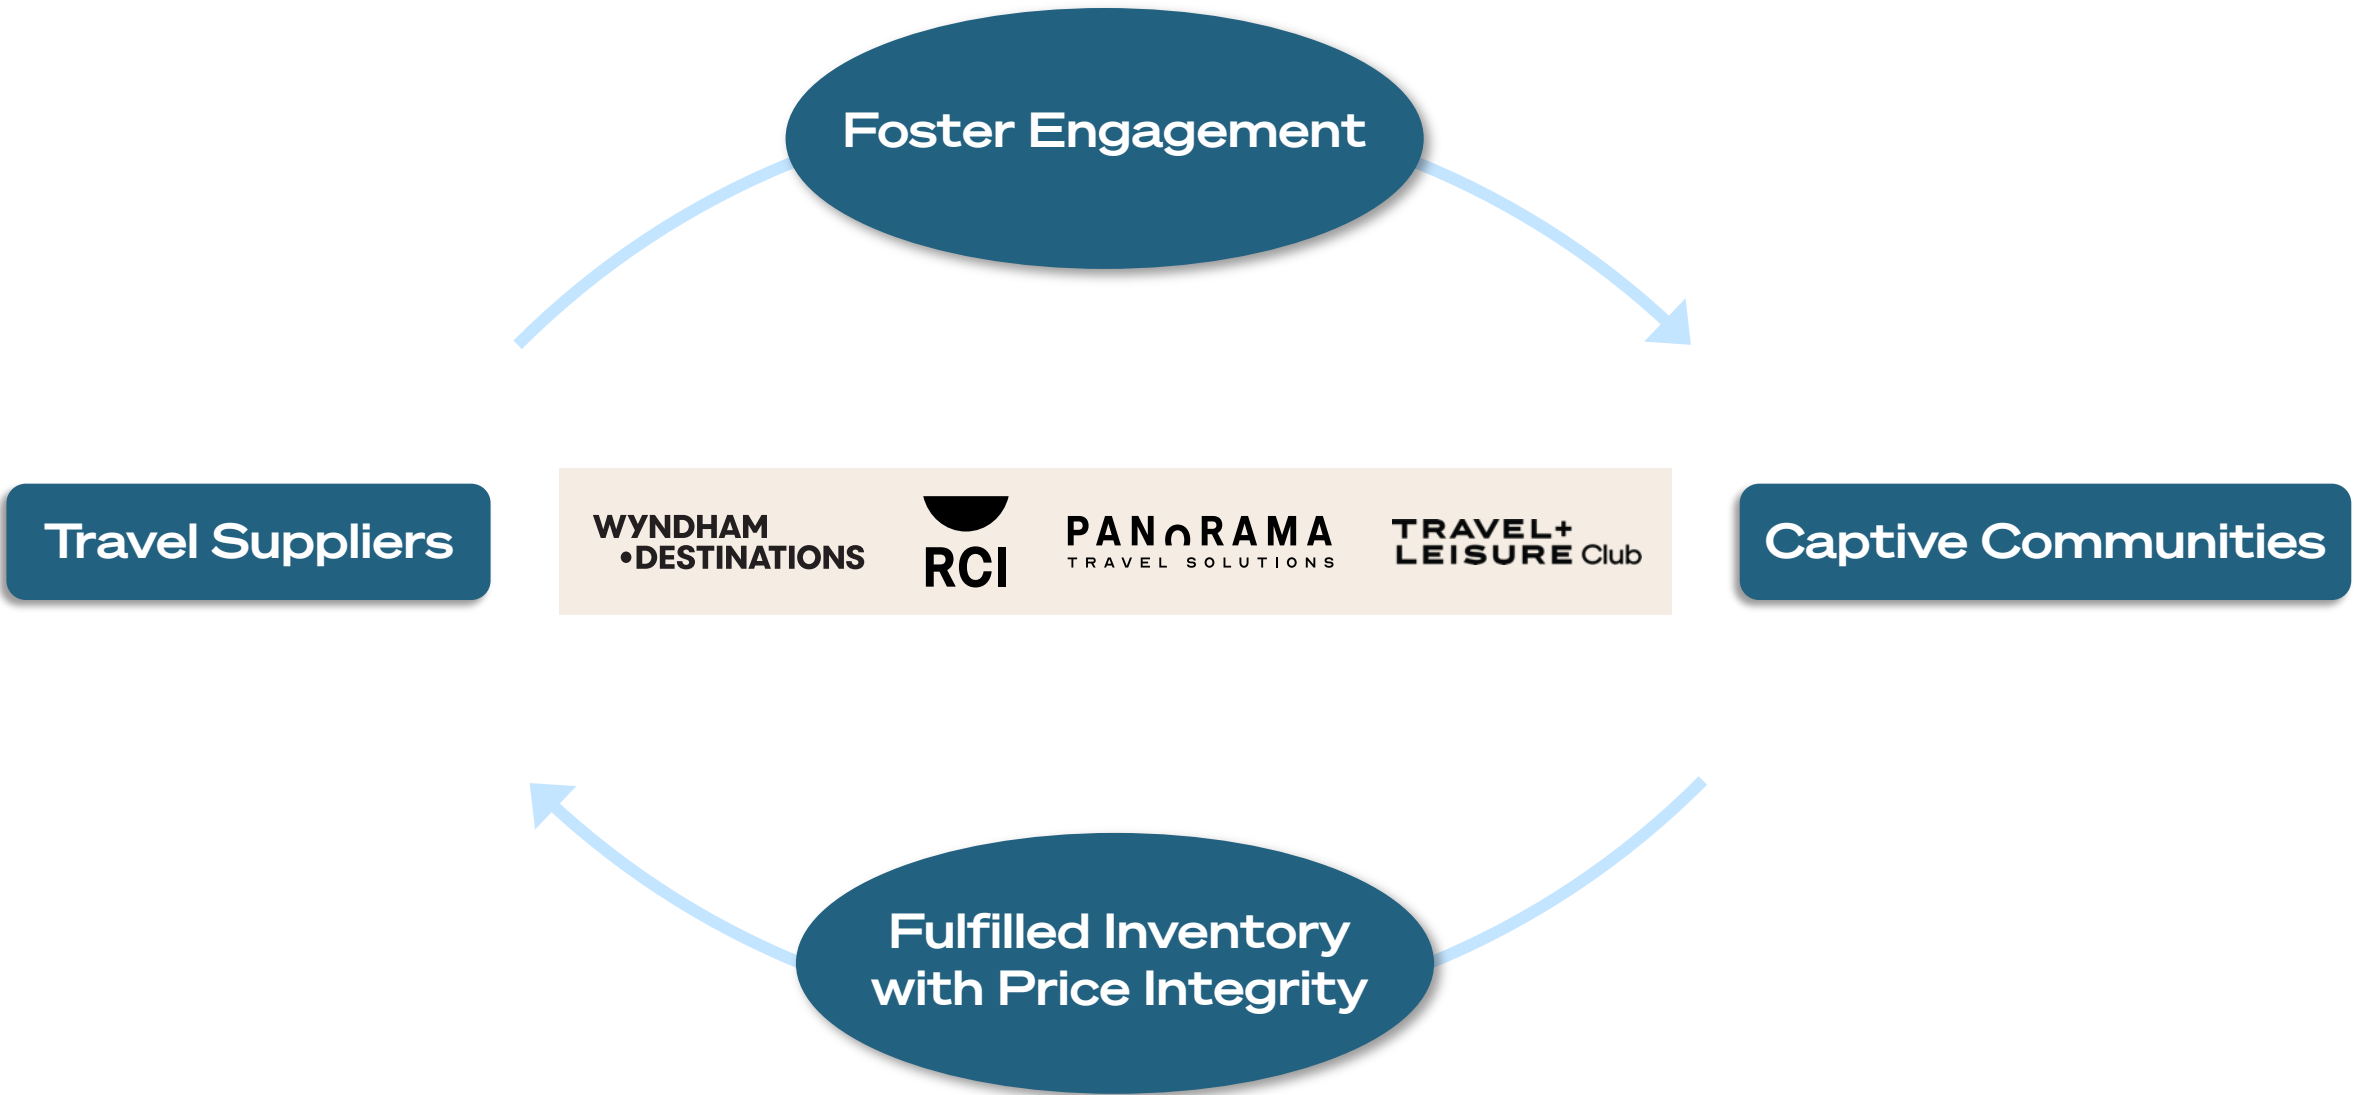 Foster Engagement
Travel Suppliers
WYNDHAM
•DESTINATIONS
RCI
PANORAMA
TRAVEL SOLUTIONS
TRAVEL+
LEISURE Club
Captive Communities
Fulfilled Inventory
with Price Integrity